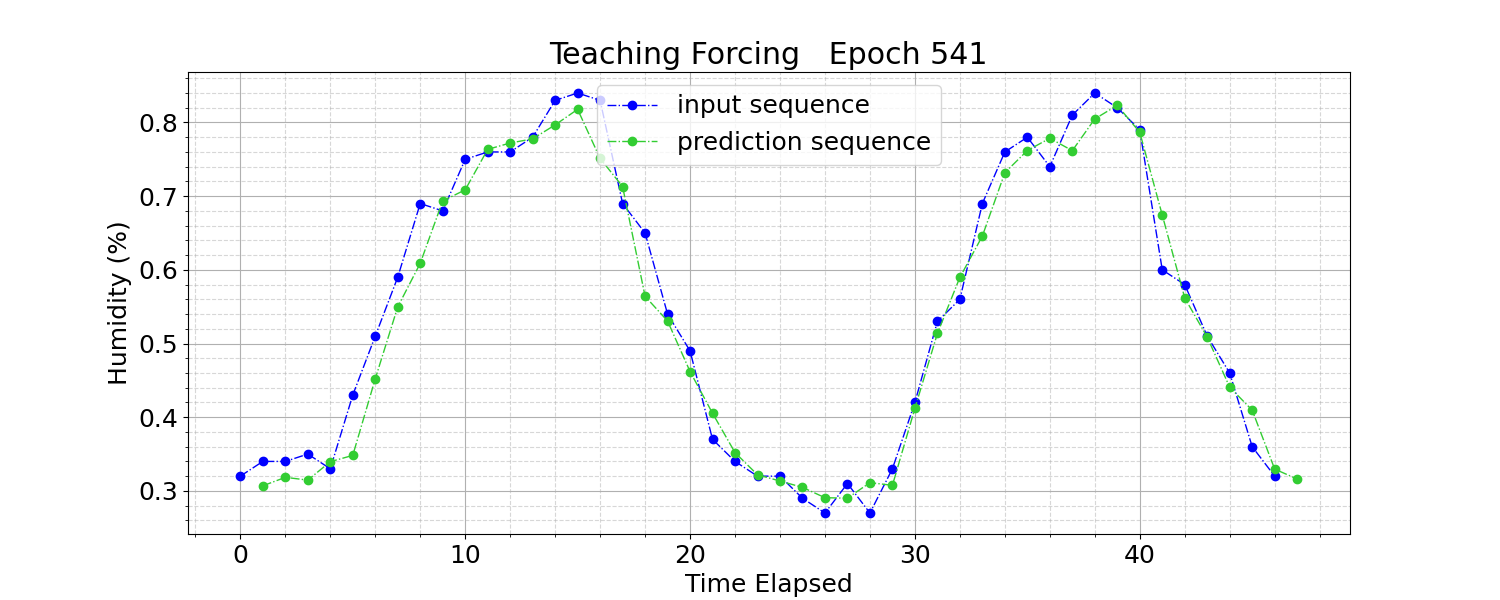 Teaching Forcing   Epoch 541
input sequence
prediction sequence
Humidity (%)
0.8
0.7
0.6
0.5
0.4
0.3
0 10 20 30 40
Time Elapsed